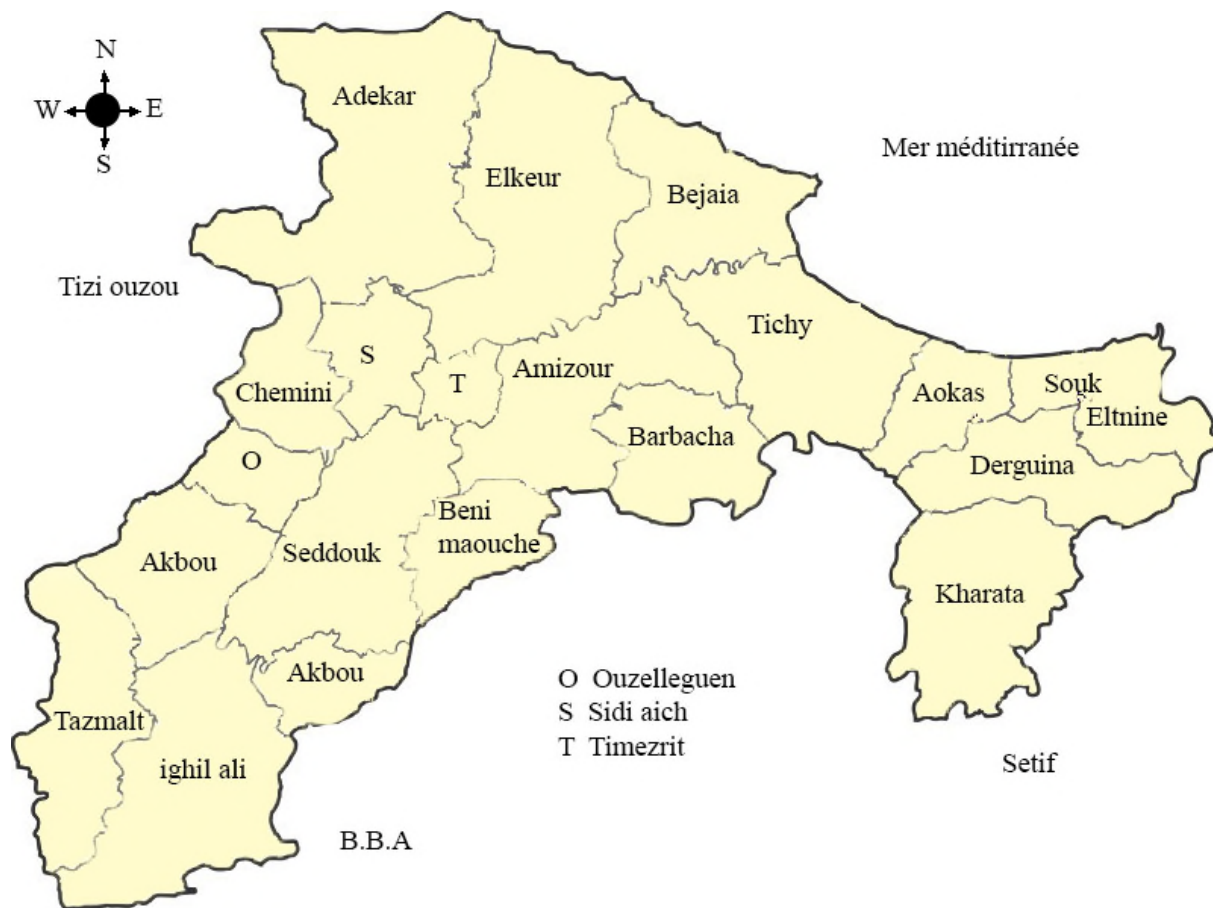 N
W E
S
Adekar
Elkeur
Bejaia
Mer méditirranée
Tizi ouzou
Tichy
S
T
Amizour
Chemini
Aokas
Souk
Eltnine
Barbacha
O
Derguina
Beni
maouche
Seddouk
Akbou
Kharata
Akbou
O Ouzelleguen
S Sidi aich
T Timezrit
Tazmalt
ighil ali
Setif
B.B.A